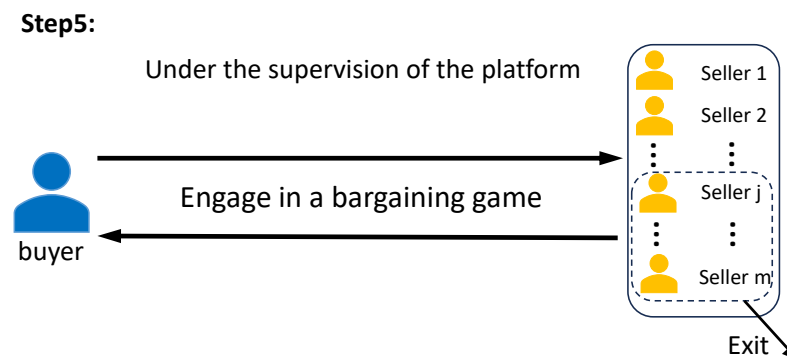 Step5:
Under the supervision of the platform
Seller 1
Seller 2
Engage in a bargaining game
Seller j
buyer
Seller m
Exit